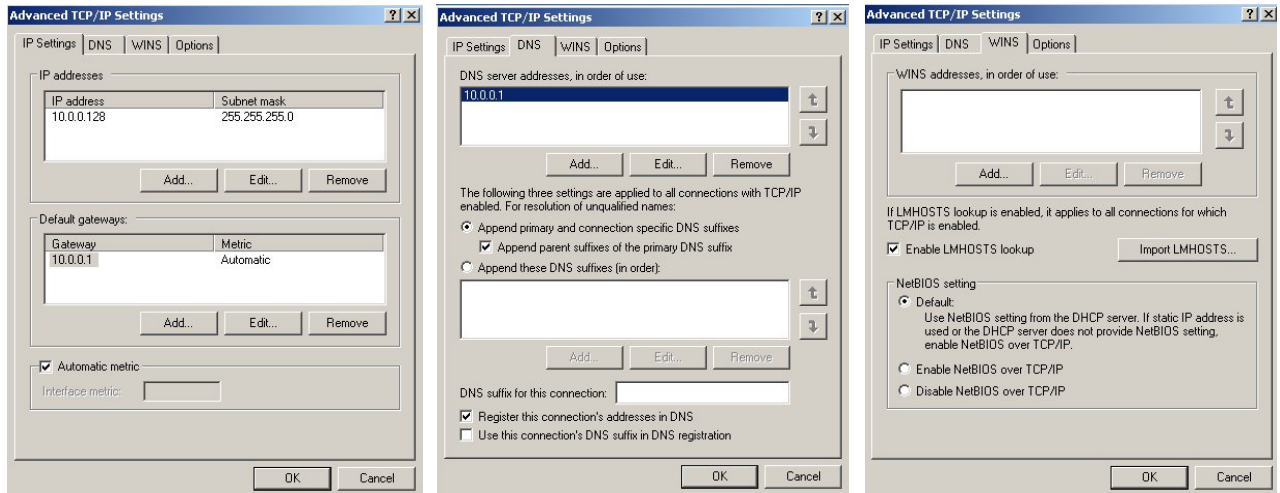 Advanced TCP/IP Settings
IP Settings DNS WINS Options
IP addresses
IP address Subnet mask
10.0.0.128 255.255.255.0
Add... Edit... Remove
Default gateways:
Gateway Metric
10.0.0.1 Automatic
Add... Edit... Remove
Automatic metric
Interface metric:
OK Cancel
Advanced TCP/IP Settings
IP Settings DNS WINS Options
DNS server addresses, in order of use:
10.0.0.1
Add... Edit... Remove
The following three settings are applied to all connections with TCP/IP
enabled. For resolution of unqualified names:
Append primary and connection specific DNS suffixes
Append parent suffixes of the primary DNS suffix
Append these DNS suffixes (in order):
Add... Edit... Remove
DNS suffix for this connection:
Register this connection's addresses in DNS
Use this connection's DNS suffix in DNS registration
OK Cancel
Advanced TCP/IP Settings
IP Settings DNS WINS Options
WINS addresses, in order of use:
Add... Edit... Remove
If LMHOSTS lookup is enabled, it applies to all connections for which
TCP/IP is enabled.
Enable LMHOSTS lookup Import LMHOSTS...
NetBIOS setting
Default:
Use NetBIOS setting from the DHCP server. If static IP address is
used or the DHCP server does not provide NetBIOS setting,
enable NetBIOS over TCP/IP.
Enable NetBIOS over TCP/IP
Disable NetBIOS over TCP/IP
OK Cancel